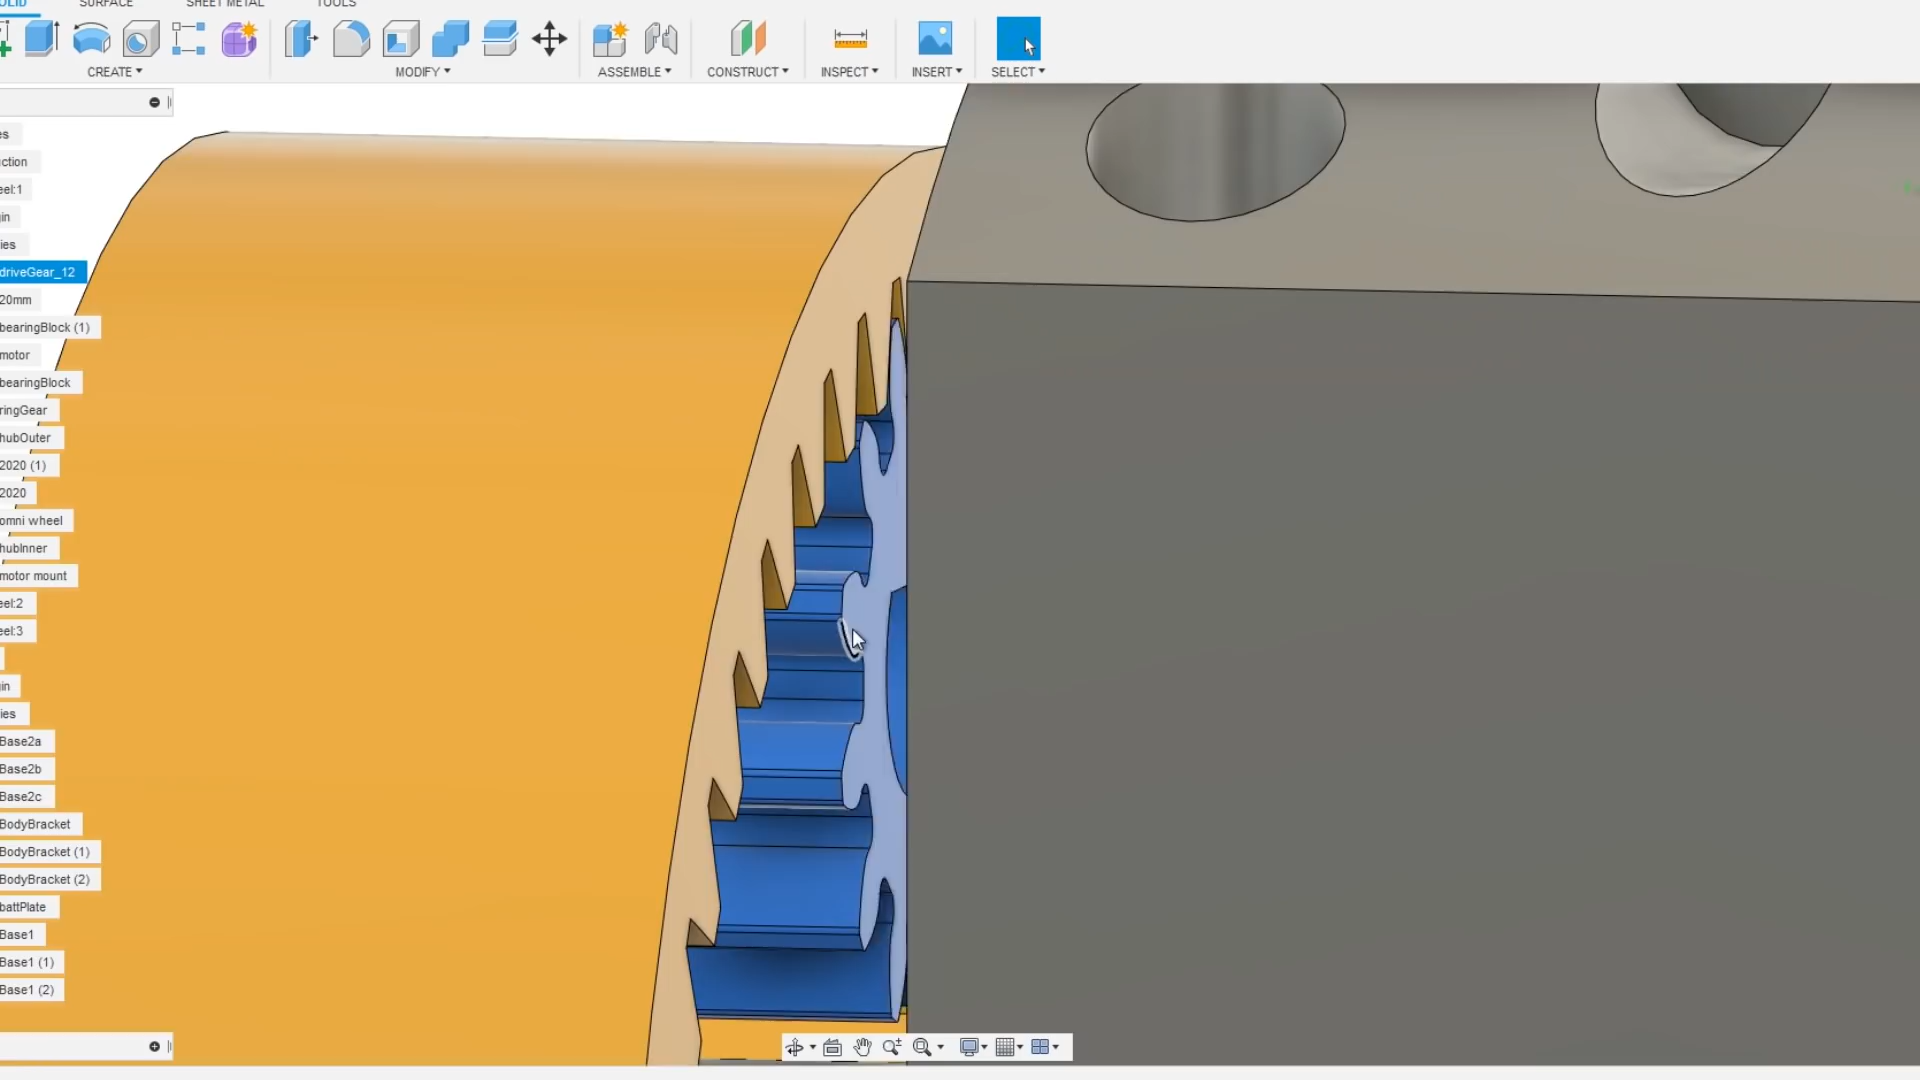 OLID SURFACE SHEET METAL TOOLS
CREATE MODIFY ASSEMBLE CONSTRUCT INSPECT INSERT SELECT
es
ction
eel:1
in
ies
driveGear_12
20mm
bearingBlock (1)
motor
bearingBlock
ringGear
hubOuter
2020 (1)
2020
omni wheel
hubInner
motor mount
eel:2
eel:3
in
ies
Base2a
Base2b
Base2c
BodyBracket
BodyBracket (1)
BodyBracket (2)
battPlate
Base1
Base1 (1)
Base1 (2)